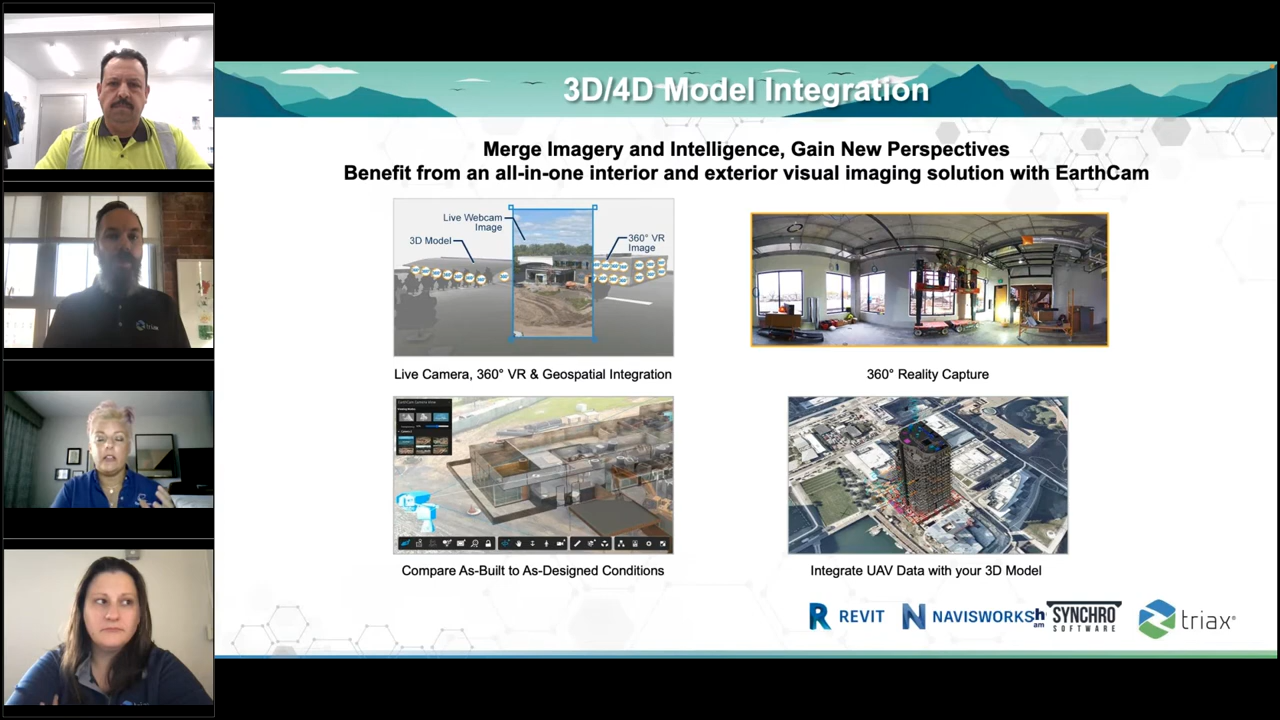 3D/4D Model Integration
Merge Imagery and Intelligence, Gain New Perspectives
Benefit from an all-in-one interior and exterior visual imaging solution with EarthCam
Live Webcam
Image
3D Model
360° VR
Image
Live Camera, 360° VR & Geospatial Integration
360° Reality Capture
Compare As-Built to As-Designed Conditions
Integrate UAV Data with your 3D Model
R REVIT
N NAVISWORKS
h
am
SYNCHRO
SOFTWARE
triax®
triax